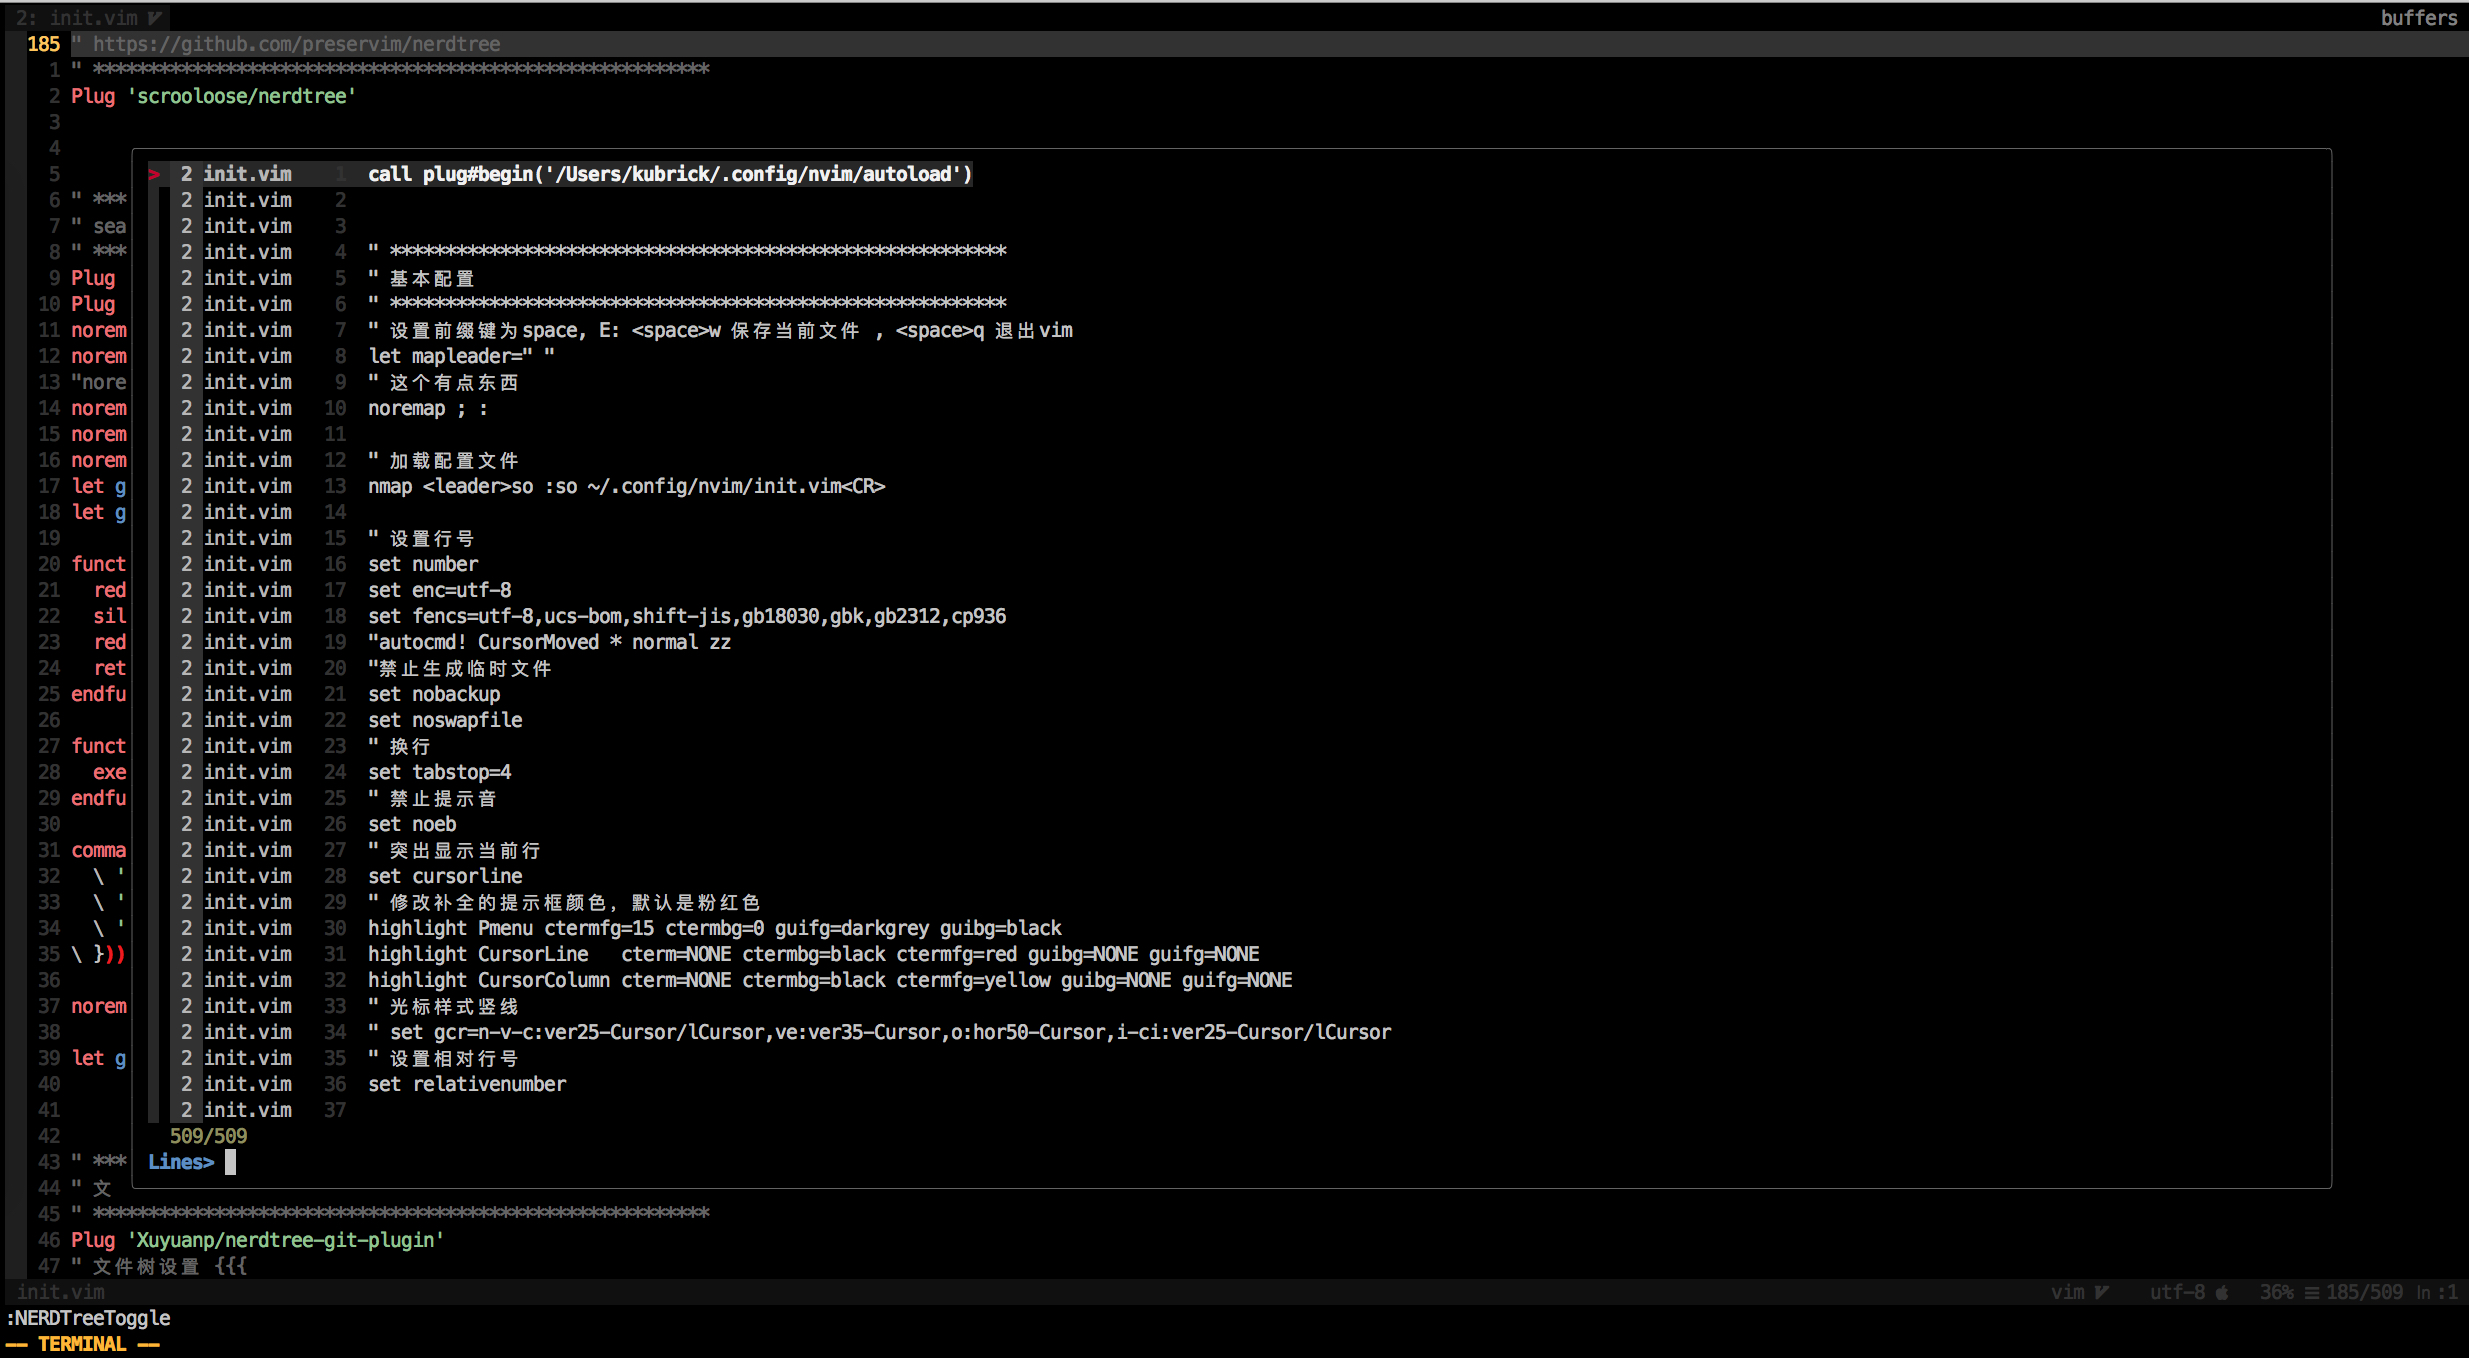 2: init.vim
buffers
185 " https://github.com/preservim/nerdtree
1 " ********************************************************
2 Plug 'scrooloose/nerdtree'
3
4
5 > 2 init.vim 1 call plug#begin('/Users/kubrick/.config/nvim/autoload')
6 " *** 2 init.vim 2
7 " sea 2 init.vim 3
8 " *** 2 init.vim 4 " ********************************************************
9 Plug 2 init.vim 5 " 基本配置
10 Plug 2 init.vim 6 " ********************************************************
11 norem 2 init.vim 7 " 设置前缀键为space, E: <space>w 保存当前文件 , <space>q 退出vim
12 norem 2 init.vim 8 let mapleader=" "
13 "nore 2 init.vim 9 " 这个有点东西
14 norem 2 init.vim 10 noremap ; :
15 norem 2 init.vim 11
16 norem 2 init.vim 12 " 加载配置文件
17 let g 2 init.vim 13 nmap <leader>so :so ~/.config/nvim/init.vim<CR>
18 let g 2 init.vim 14
19 2 init.vim 15 " 设置行号
20 funct 2 init.vim 16 set number
21 red 2 init.vim 17 set enc=utf-8
22 sil 2 init.vim 18 set fencs=utf-8,ucs-bom,shift-jis,gb18030,gbk,gb2312,cp936
23 red 2 init.vim 19 "autocmd! CursorMoved * normal zz
24 ret 2 init.vim 20 "禁止生成临时文件
25 endfu 2 init.vim 21 set nobackup
26 2 init.vim 22 set noswapfile
27 funct 2 init.vim 23 " 换行
28 exe 2 init.vim 24 set tabstop=4
29 endfu 2 init.vim 25 " 禁止提示音
30 2 init.vim 26 set noeb
31 comma 2 init.vim 27 " 突出显示当前行
32 \ ' 2 init.vim 28 set cursorline
33 \ ' 2 init.vim 29 " 修改补全的提示框颜色, 默认是粉红色
34 \ ' 2 init.vim 30 highlight Pmenu ctermfg=15 ctermbg=0 guifg=darkgrey guibg=black
35 \ })) 2 init.vim 31 highlight CursorLine   cterm=NONE ctermbg=black ctermfg=red guibg=NONE guifg=NONE
36 2 init.vim 32 highlight CursorColumn cterm=NONE ctermbg=black ctermfg=yellow guibg=NONE guifg=NONE
37 norem 2 init.vim 33 " 光标样式竖线
38 2 init.vim 34 " set gcr=n-v-c:ver25-Cursor/lCursor,ve:ver35-Cursor,o:hor50-Cursor,i-ci:ver25-Cursor/lCursor
39 let g 2 init.vim 35 " 设置相对行号
40 2 init.vim 36 set relativenumber
41 2 init.vim 37
42 509/509
43 " *** Lines>
44 " 文
45 " ********************************************************
46 Plug 'Xuyuanp/nerdtree-git-plugin'
47 " 文件树设置 {{{
init.vim vim utf-8 36% ☰ 185/509 ln :1
:NERDTreeToggle
-- TERMINAL --